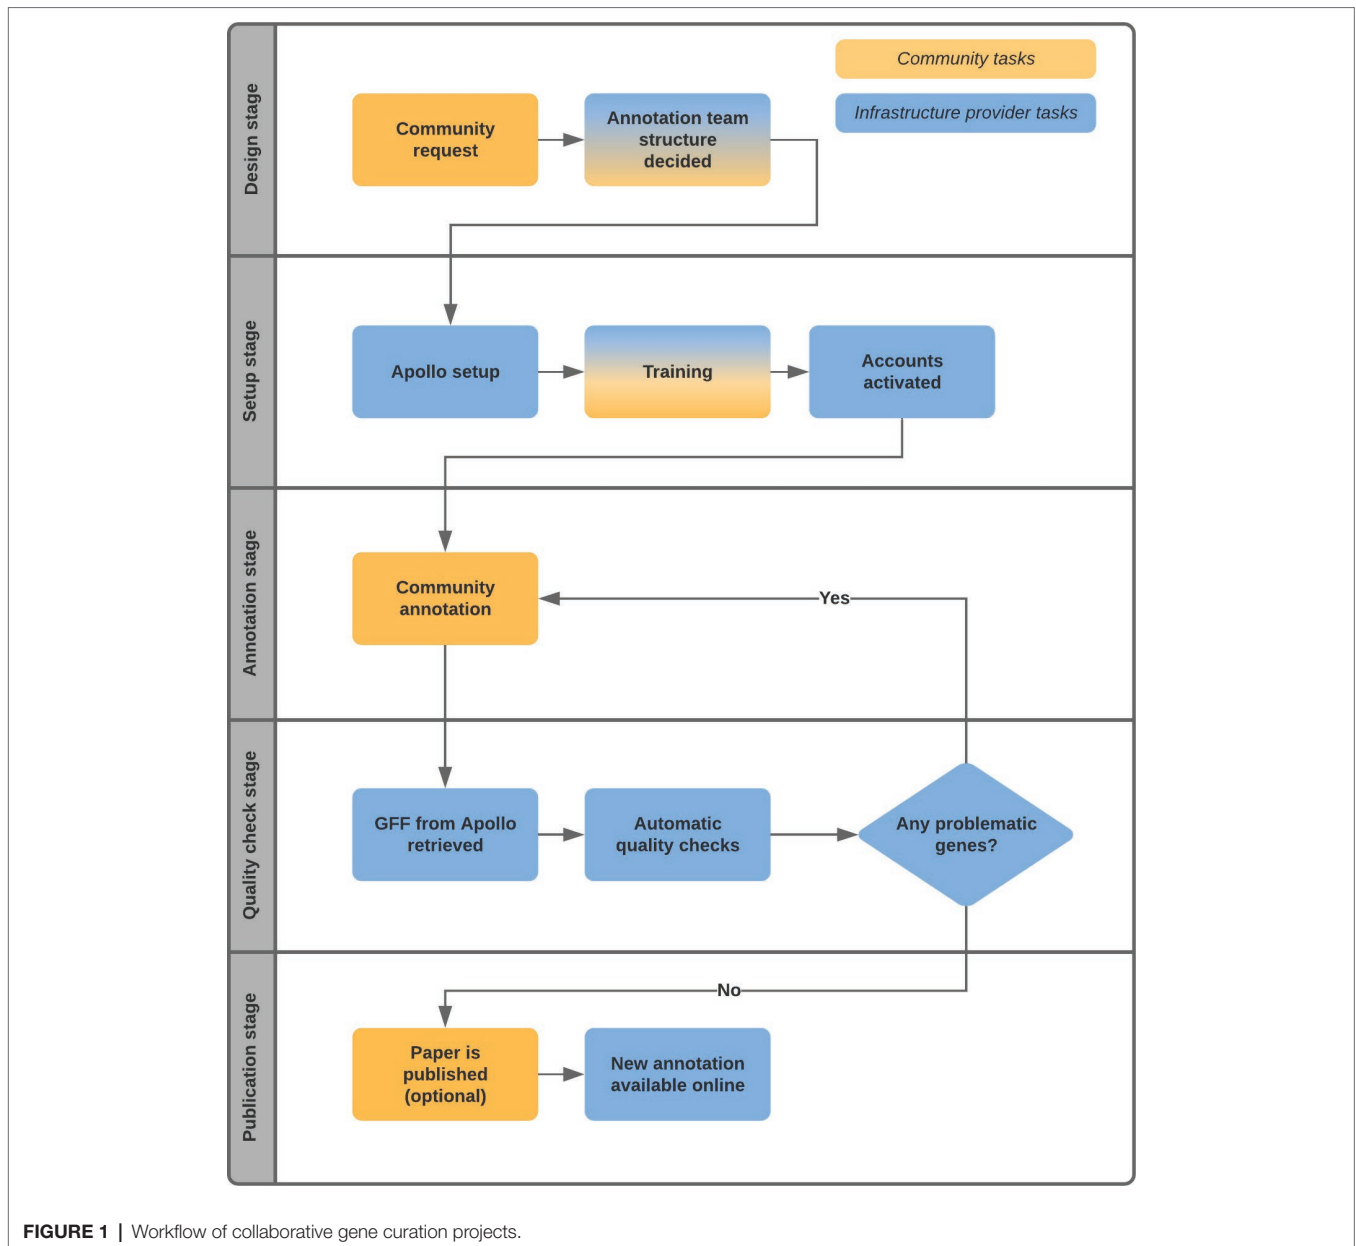 Design stage
Community tasks
Infrastructure provider tasks
Community
request
Annotation team
structure
decided
Setup stage
Apollo setup
Training
Accounts
activated
Annotation stage
Community
annotation
Yes
Quality check stage
GFF from Apollo
retrieved
Automatic
quality checks
Any problematic
genes?
Publication stage
No
Paper is
published
(optional)
New annotation
available online
FIGURE 1 | Workflow of collaborative gene curation projects.